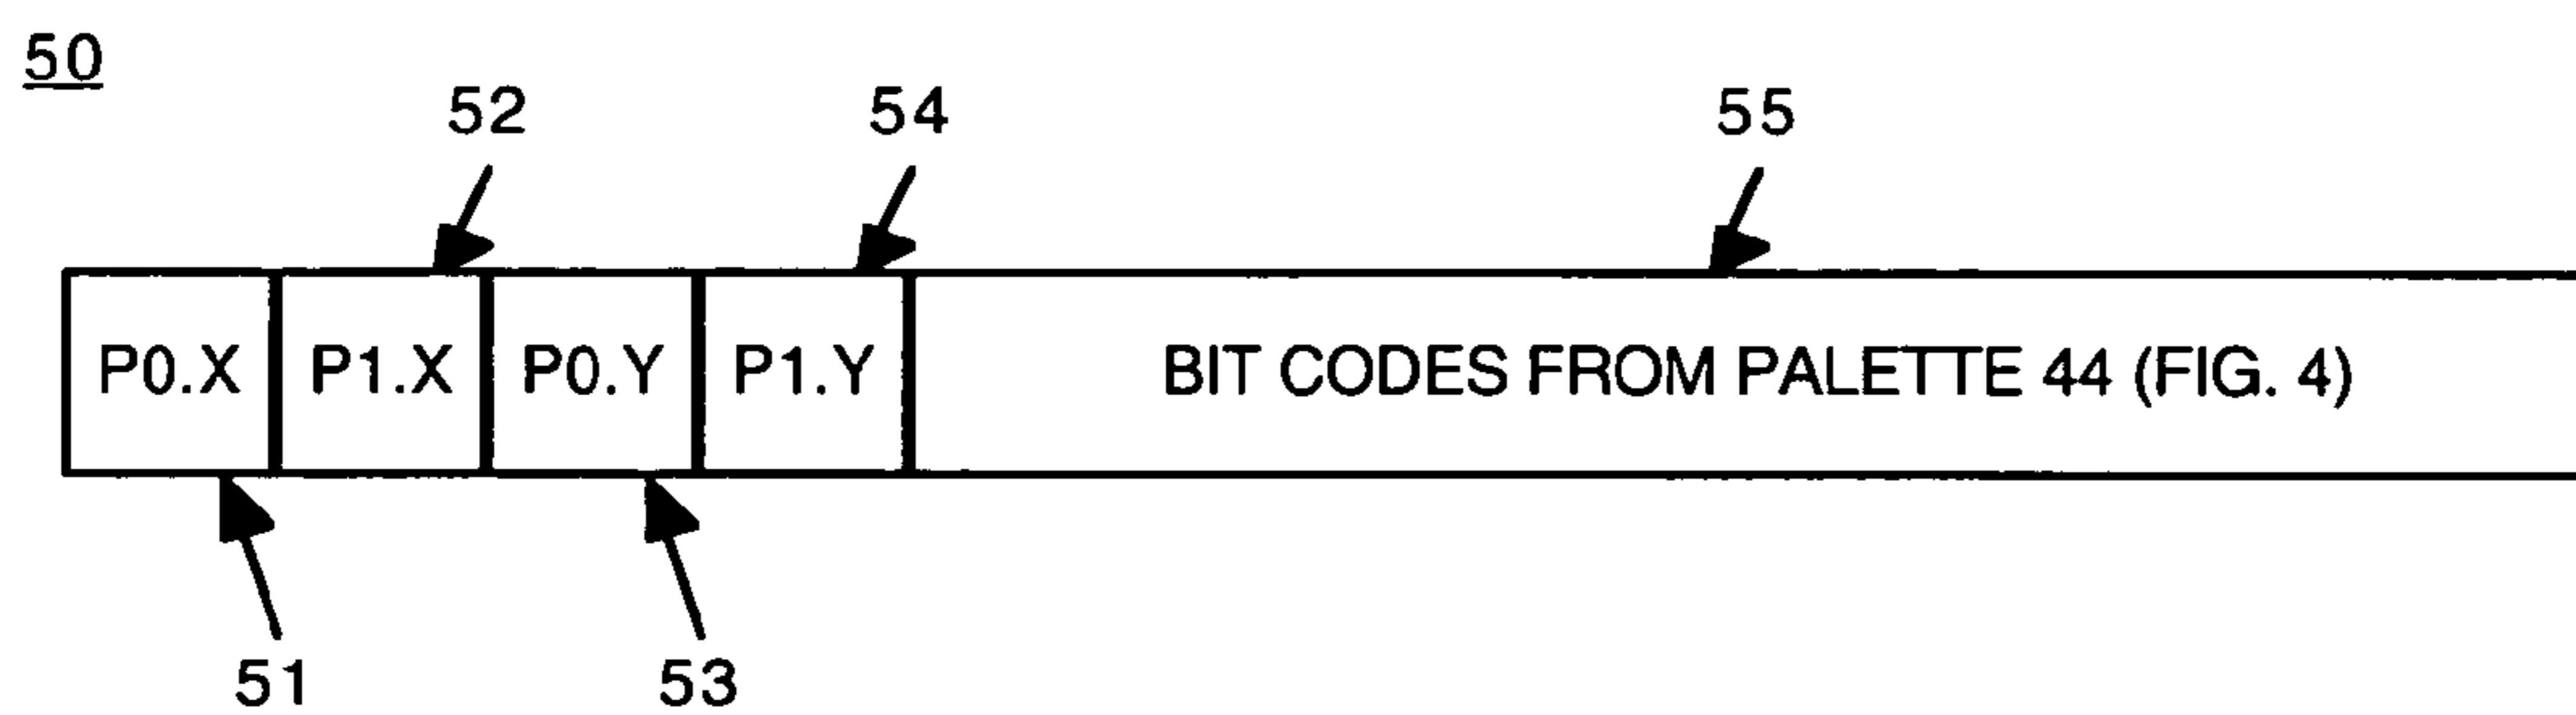 50
52 54 55
P0.X P1.X P0.Y P1.Y BIT CODES FROM PALETTE 44 (FIG. 4)
51 53